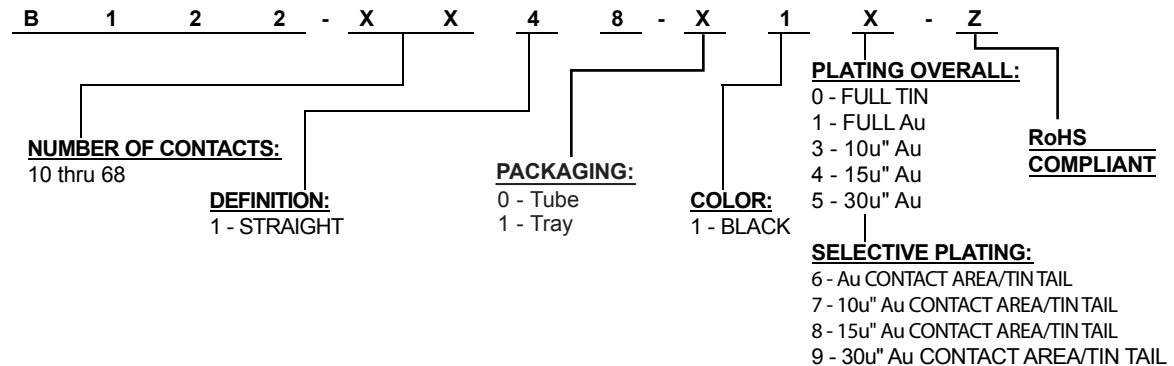 B 1 2 2 - X X 4 8 - X 1 X - Z
NUMBER OF CONTACTS:
10 thru 68
DEFINITION:
1 - STRAIGHT
PACKAGING:
0 - Tube
1 - Tray
COLOR:
1 - BLACK
PLATING OVERALL:
0 - FULL TIN
1 - FULL Au
3 - 10u" Au
4 - 15u" Au
5 - 30u" Au
SELECTIVE PLATING:
6 - Au CONTACT AREA/TIN TAIL
7 - 10u" Au CONTACT AREA/TIN TAIL
8 - 15u" Au CONTACT AREA/TIN TAIL
9 - 30u" Au CONTACT AREA/TIN TAIL
RoHS
COMPLIANT